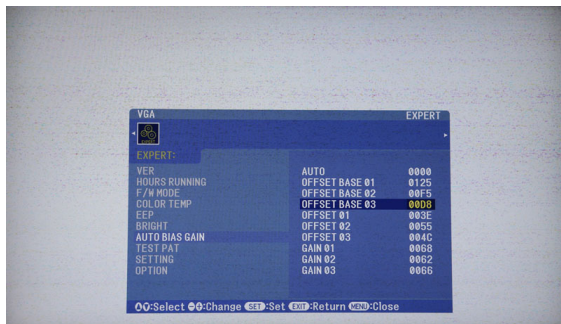 VGA EXPERT
EXPERT:
VER
HOURS RUNNING
F/W MODE
COLOR TEMP
EEP
BRIGHT
AUTO BIAS GAIN
TEST PAT
SETTING
OPTION
AUTO 0000
OFFSET BASE 01 0125
OFFSET BASE 02 00F5
OFFSET BASE 03 00D8
OFFSET 01 003E
OFFSET 02 0055
OFFSET 03 004C
GAIN 01 0068
GAIN 02 0062
GAIN 03 0066
:Select :Change SET:Set EXIT:Return MENU:Close